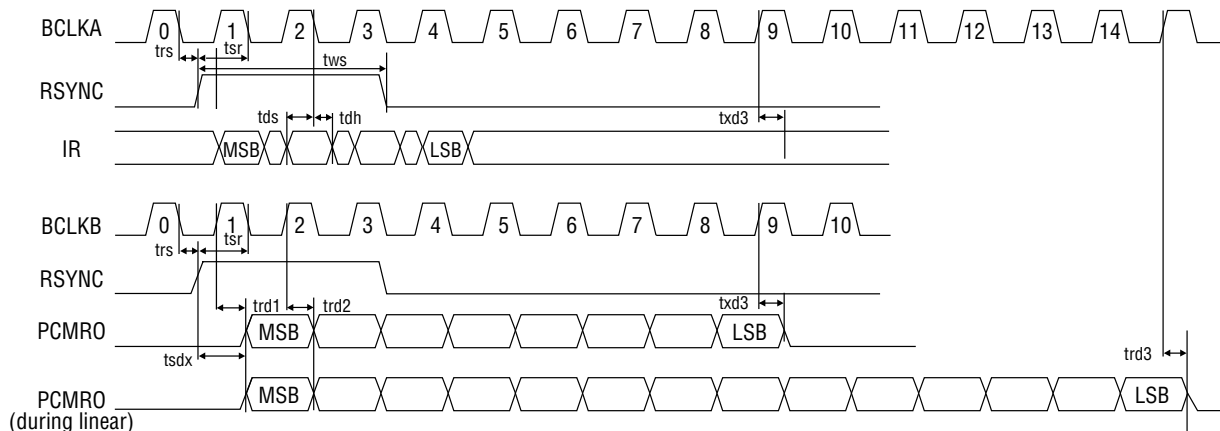 BCLKA 0 1 2 3 4 5 6 7 8 9 10 11 12 13 14
trs tsr tws
RSYNC
tds tdh txd3
IR MSB LSB
BCLKB 0 1 2 3 4 5 6 7 8 9 10
trs tsr
RSYNC
trd1 trd2 txd3
PCMRO MSB LSB
tsdx trd3
PCMRO MSB LSB
(during linear)